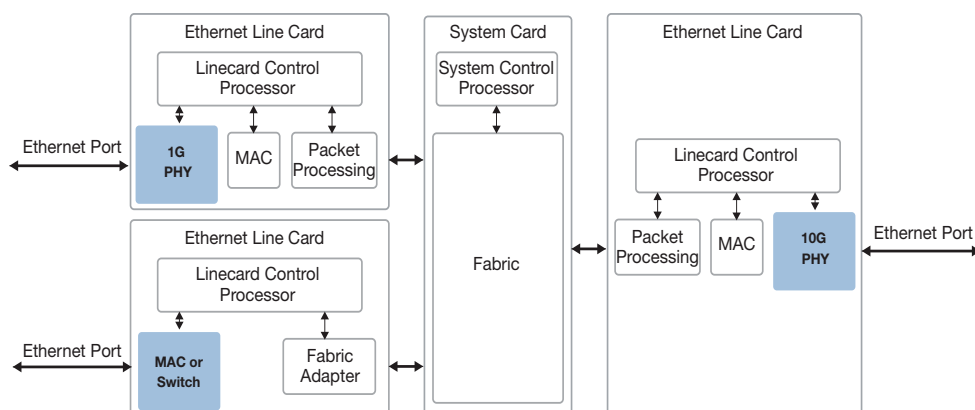 Ethernet Line Card
Linecard Control
Processor
Ethernet Port
1G
PHY
MAC
Packet
Processing
Ethernet Line Card
Linecard Control
Processor
Ethernet Port
MAC or
Switch
Fabric
Adapter
System Card
System Control
Processor
Fabric
Ethernet Line Card
Linecard Control
Processor
Packet
Processing
MAC
10G
PHY
Ethernet Port